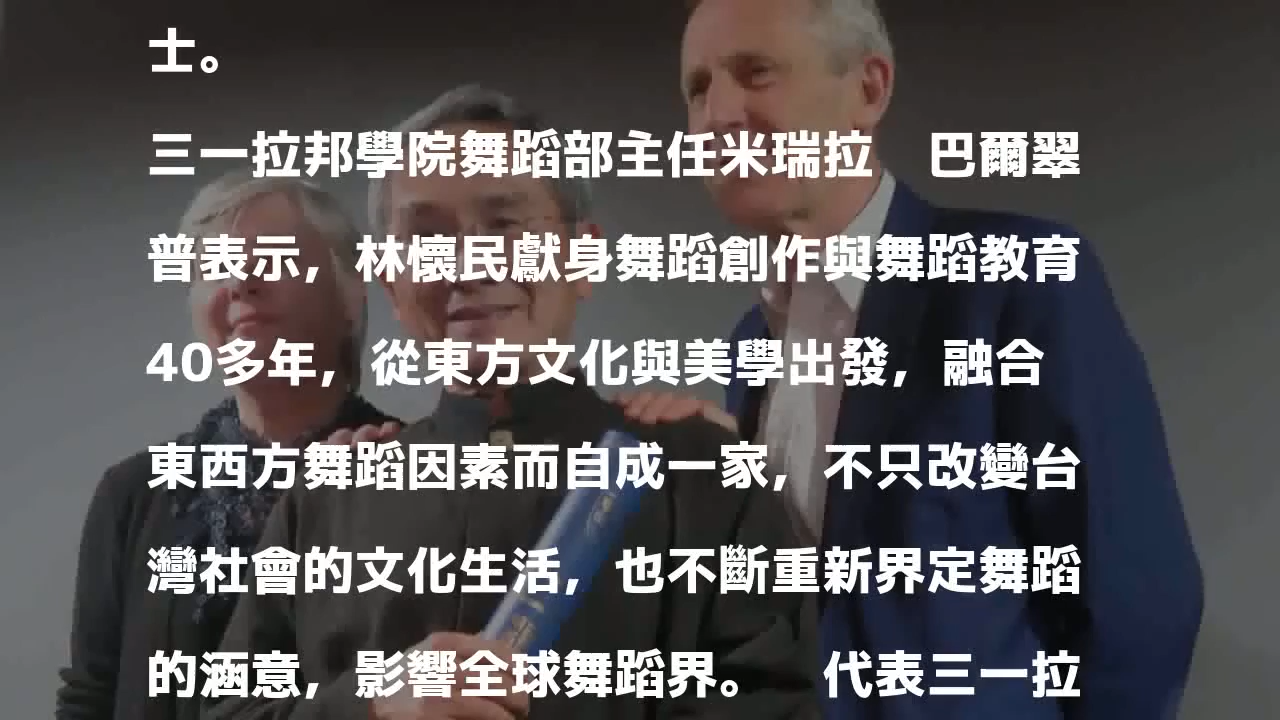 士。
三一拉邦學院舞蹈部主任米瑞拉　巴爾翠
普表示，林懷民獻身舞蹈創作與舞蹈教育
40多年，從東方文化與美學出發，融合
東西方舞蹈因素而自成一家，不只改變台
灣社會的文化生活，也不斷重新界定舞蹈
的涵意，影響全球舞蹈界。　代表三一拉